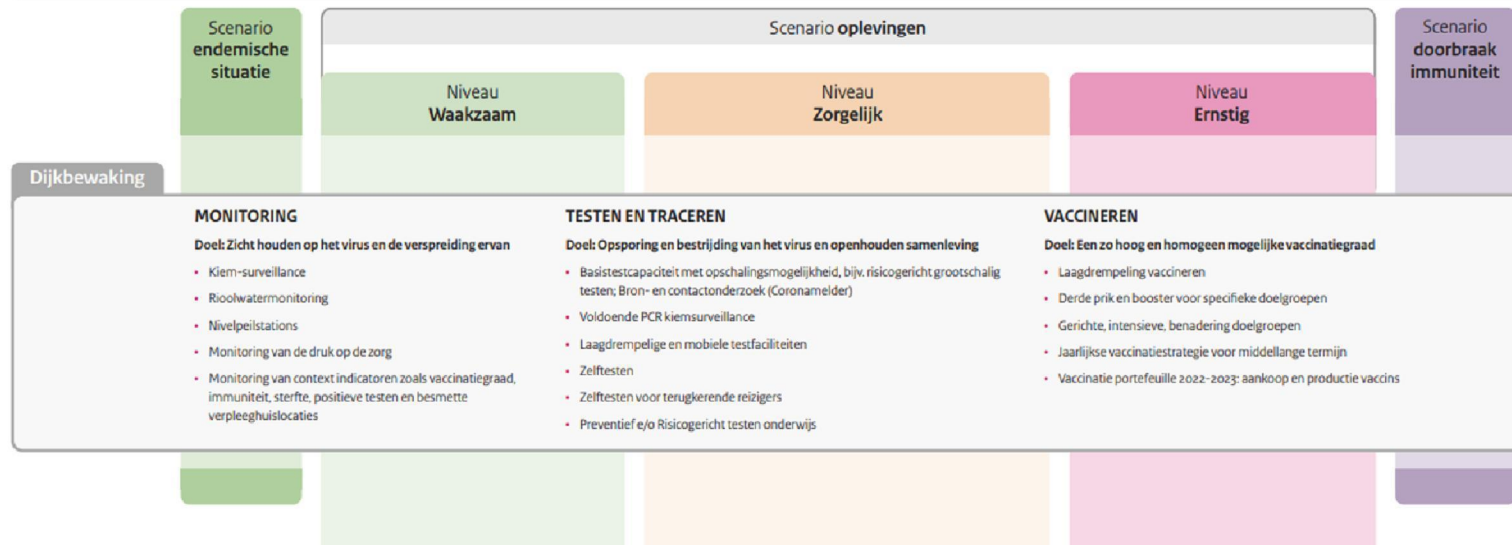 Scenario
endemische
situatie
Scenario oplevingen
Scenario
doorbraak
immuniteit
Niveau
Waakzaam
Niveau
Zorgelijk
Niveau
Ernstig
Dijkbewaking
MONITORING
Doel: Zicht houden op het virus en de verspreiding ervan
• Kiem-surveillance
• Rioolwatermonitoring
• Nivelpeilstations
• Monitoring van de druk op de zorg
• Monitoring van context indicatoren zoals vaccinatiegraad,
immuniteit, sterfte, positieve testen en besmette
verpleeghuislocaties
TESTEN EN TRACEREN
Doel: Opsporing en bestrijding van het virus en openhouden samenleving
• Basistestcapaciteit met opschalingsmogelijkheid, bijv. risicogericht grootschalig
testen; Bron- en contactonderzoek (Coronamelder)
• Voldoende PCR kiemsurveillance
• Laagdrempelige en mobiele testfaciliteiten
• Zelftesten
• Zelftesten voor terugkerende reizigers
• Preventief e/o Risicogericht testen onderwijs
VACCINEREN
Doel: Een zo hoog en homogeen mogelijke vaccinatiegraad
• Laagdrempeling vaccineren
• Derde prik en booster voor specifieke doelgroepen
• Gerichte, intensieve, benadering doelgroepen
• Jaarlijkse vaccinatiestrategie voor middellange termijn
• Vaccinatie portefeuille 2022-2023: aankoop en productie vaccins